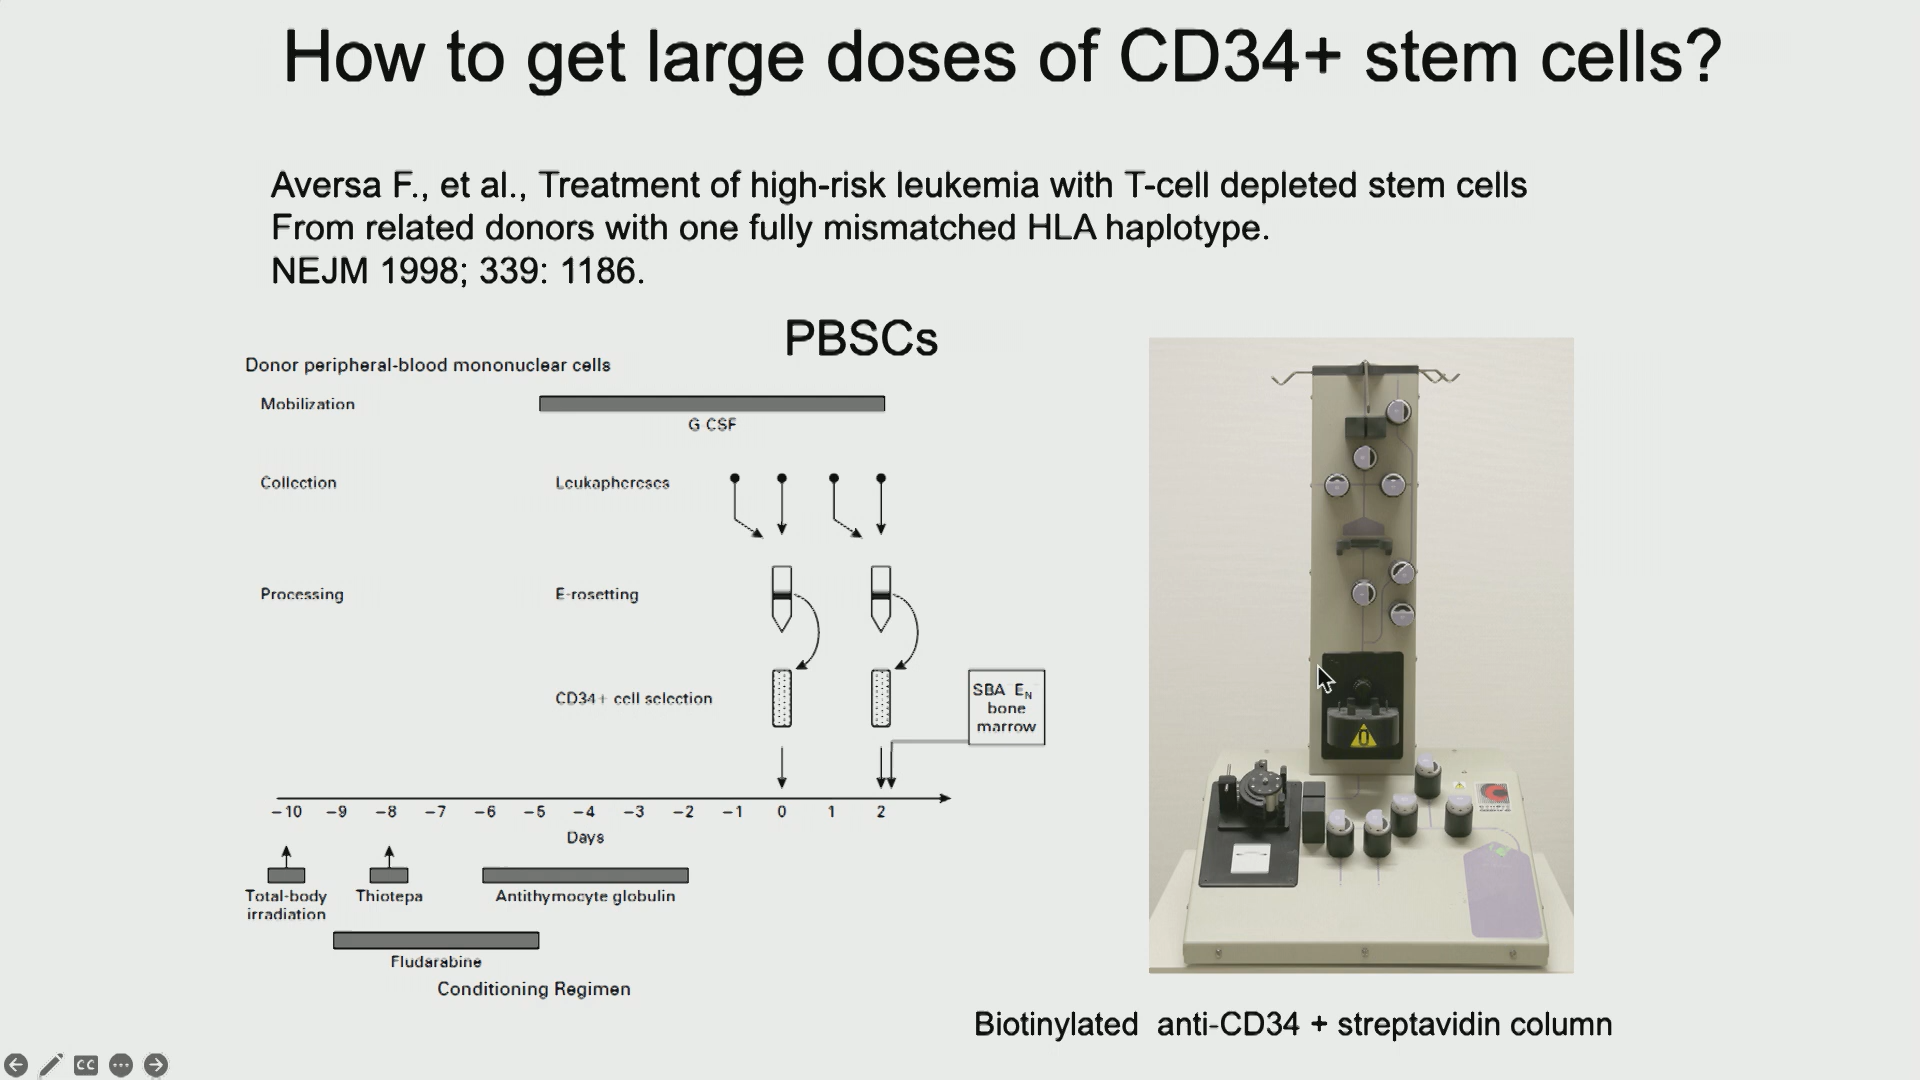 How to get large doses of CD34+ stem cells?
Aversa F., et al., Treatment of high-risk leukemia with T-cell depleted stem cells
From related donors with one fully mismatched HLA haplotype.
NEJM 1998; 339: 1186.
PBSCs
Donor peripheral-blood mononuclear cells
Mobilization
G CSF
Collection
Leukaphereses
Processing
E-rosetting
CD34+ cell selection
SBA EN
bone
marrow
−10 −9 −8 −7 −6 −5 −4 −3 −2 −1 0 1 2
Days
Total-body
irradiation
Thiotepa
Antithymocyte globulin
Fludarabine
Conditioning Regimen
Biotinylated anti-CD34 + streptavidin column
CC